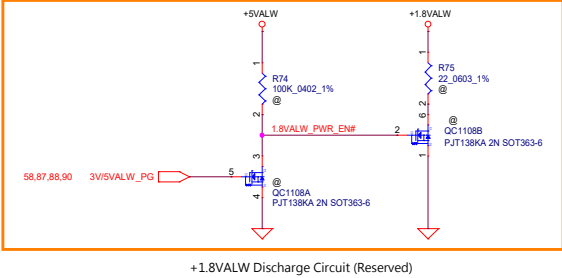 +5VALW
+1.8VALW
1
R74
100K_0402_1%
@
2
1
R75
22_0603_1%
@
2
1.8VALW_PWR_EN#
2
6
@
QC1108B
PJT138KA 2N SOT363-6
1
58,87,88,90
3V/5VALW_PG
5
3
@
QC1108A
PJT138KA 2N SOT363-6
4
+1.8VALW Discharge Circuit (Reserved)